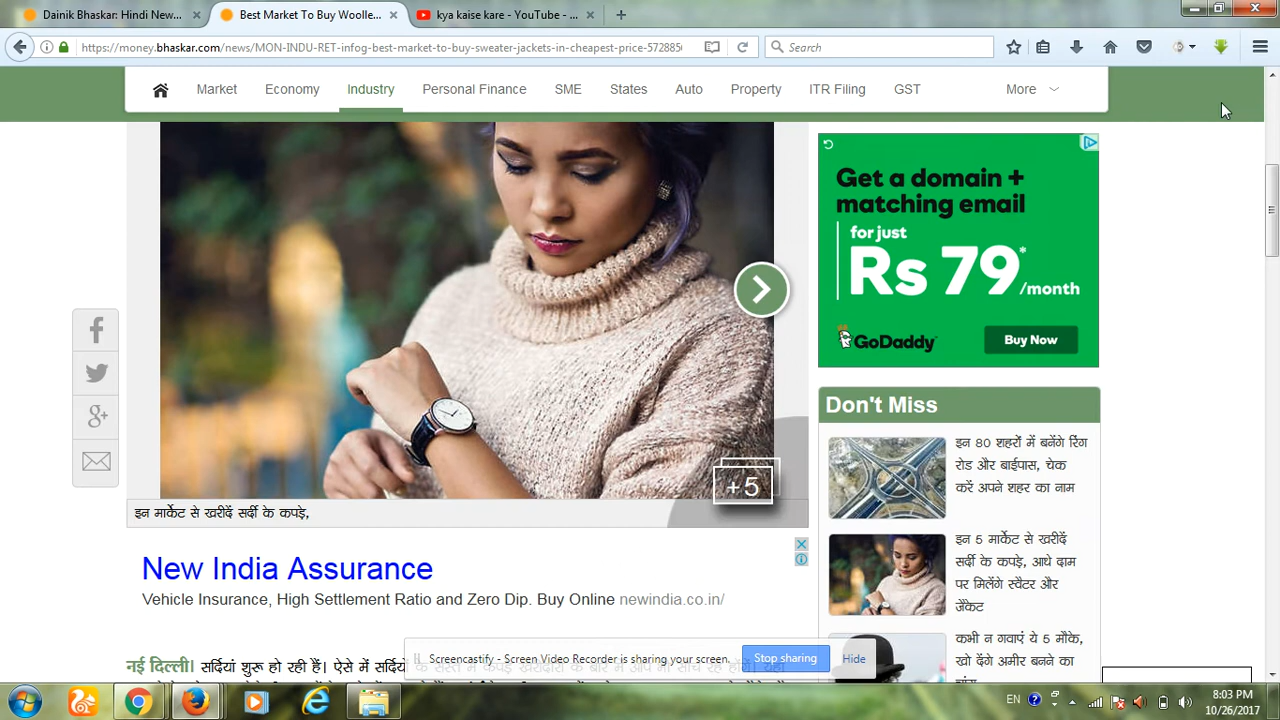 Dainik Bhaskar: Hindi New...
Best Market To Buy Woolle...
kya kaise kare - YouTube - ...
https://money.bhaskar.com/news/MON-INDU-RET-infog-best-market-to-buy-sweater-jackets-in-cheapest-price-572885
Search
Market
Economy
Industry
Personal Finance
SME
States
Auto
Property
ITR Filing
GST
More
+5
इन मार्केट से खरीदें सर्दी के कपड़े,
Get a domain +
matching email
for just
Rs 79*
/month
GoDaddy
Buy Now
Don't Miss
इन 80 शहरों में बनेंगे रिंग
रोड और बाईपास, चेक
करें अपने शहर का नाम
इन 5 मार्केट से खरीदें
सर्दी के कपड़े, आधे दाम
पर मिलेंगे स्वैटर और
जैकेट
कभी न गवाएं ये 5 मौके,
खो देंगे अमीर बनने का
New India Assurance
Vehicle Insurance, High Settlement Ratio and Zero Dip. Buy Online newindia.co.in/
नई दिल्ली। सर्दियां शुरू हो रही हैं। ऐसे में सर्दियों
Screencastify - Screen Video Recorder is sharing your screen.
Stop sharing
Hide
EN
8:03 PM
10/26/2017